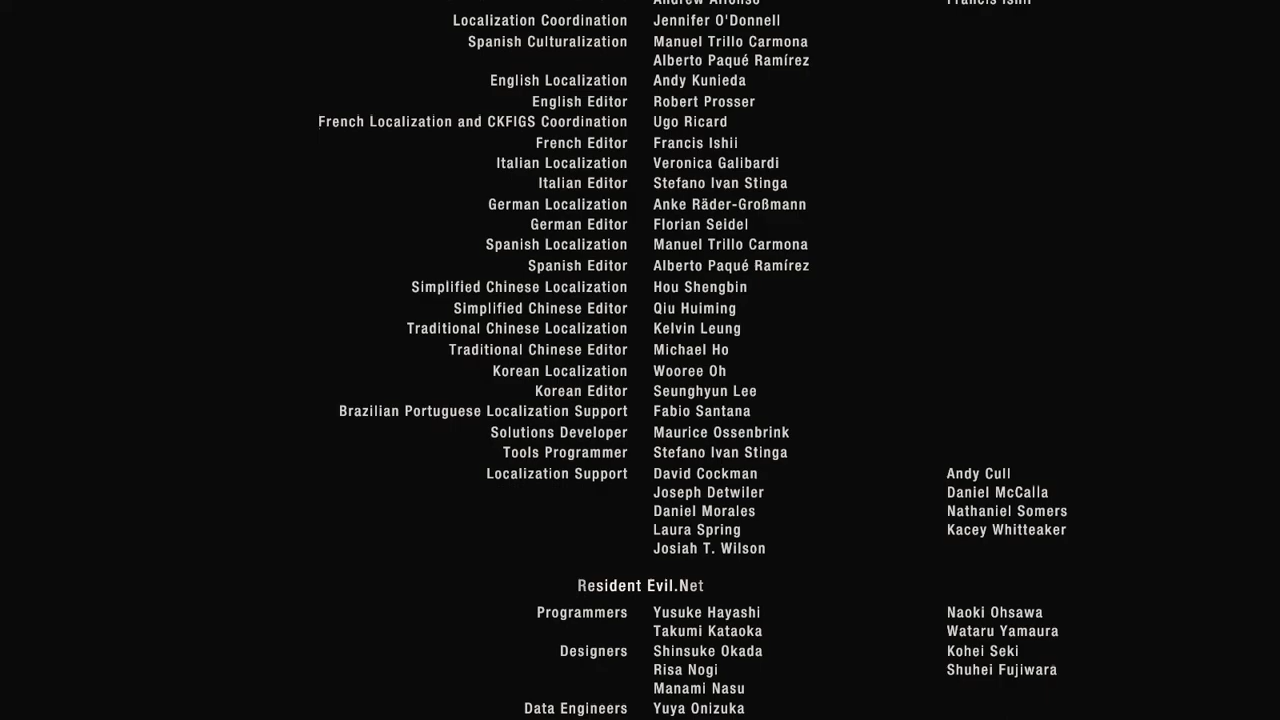 Andrew Alfonso Francis Ishii
Localization Coordination Jennifer O'Donnell
Spanish Culturalization Manuel Trillo Carmona
Alberto Paqué Ramírez
English Localization Andy Kunieda
English Editor Robert Prosser
French Localization and CKFIGS Coordination Ugo Ricard
French Editor Francis Ishii
Italian Localization Veronica Galibardi
Italian Editor Stefano Ivan Stinga
German Localization Anke Räder-Großmann
German Editor Florian Seidel
Spanish Localization Manuel Trillo Carmona
Spanish Editor Alberto Paqué Ramírez
Simplified Chinese Localization Hou Shengbin
Simplified Chinese Editor Qiu Huiming
Traditional Chinese Localization Kelvin Leung
Traditional Chinese Editor Michael Ho
Korean Localization Wooree Oh
Korean Editor Seunghyun Lee
Brazilian Portuguese Localization Support Fabio Santana
Solutions Developer Maurice Ossenbrink
Tools Programmer Stefano Ivan Stinga
Localization Support David Cockman Andy Cull
Joseph Detwiler Daniel McCalla
Daniel Morales Nathaniel Somers
Laura Spring Kacey Whitteaker
Josiah T. Wilson
Resident Evil.Net
Programmers Yusuke Hayashi Naoki Ohsawa
Takumi Kataoka Wataru Yamaura
Designers Shinsuke Okada Kohei Seki
Risa Nogi Shuhei Fujiwara
Manami Nasu
Data Engineers Yuya Onizuka